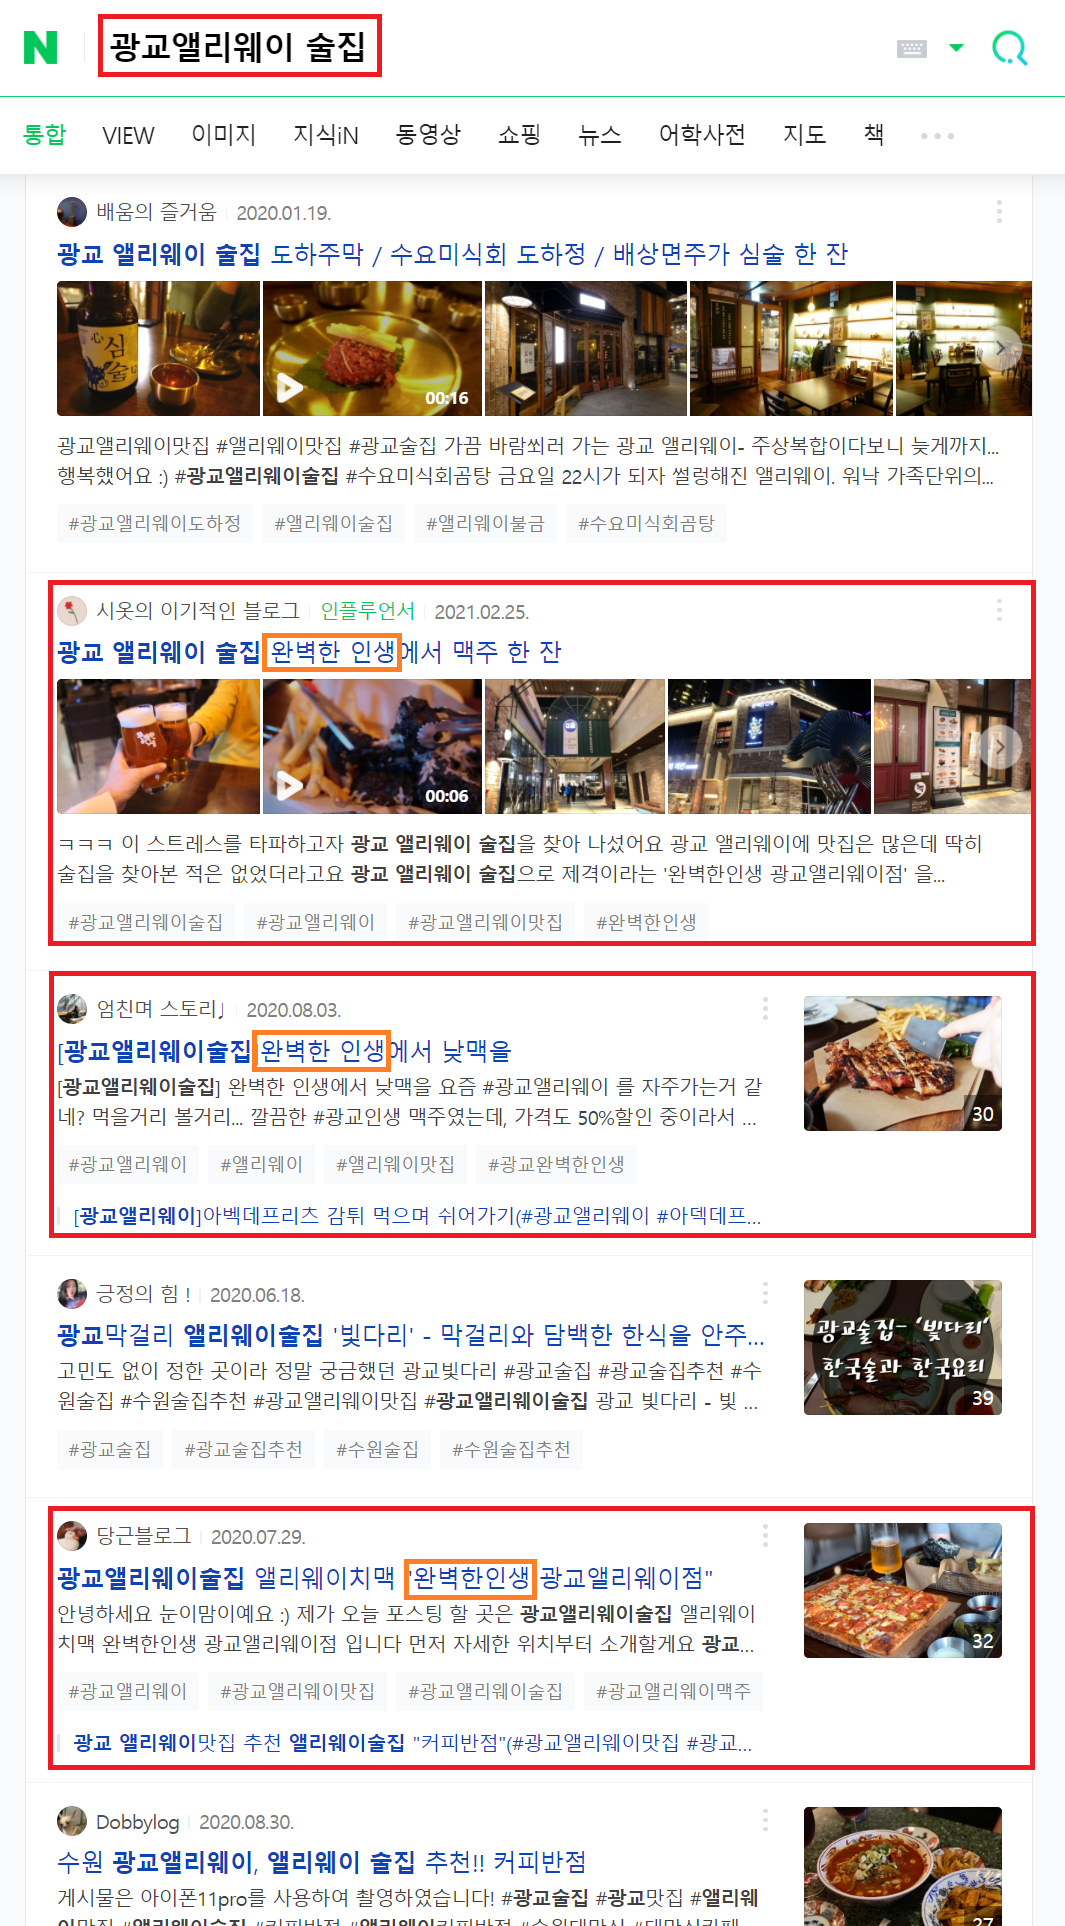 N 광교앨리웨이 술집
통합 VIEW 이미지 지식iN 동영상 쇼핑 뉴스 어학사전 지도 책
배움의 즐거움 2020.01.19.
광교 앨리웨이 술집 도하주막 / 수요미식회 도하정 / 배상면주가 심술 한 잔
심술
00:16
광교앨리웨이맛집 #앨리웨이맛집 #광교술집 가끔 바람쐬러 가는 광교 앨리웨이- 주상복합이다보니 늦게까지...
행복했어요 :) #광교앨리웨이술집 #수요미식회곰탕 금요일 22시가 되자 썰렁해진 앨리웨이. 워낙 가족단위의...
#광교앨리웨이도하정 #앨리웨이술집 #앨리웨이불금 #수요미식회곰탕
시옷의 이기적인 블로그 인플루언서 2021.02.25.
광교 앨리웨이 술집 완벽한 인생에서 맥주 한 잔
00:06
ㅋㅋㅋ 이 스트레스를 타파하고자 광교 앨리웨이 술집을 찾아 나섰어요 광교 앨리웨이에 맛집은 많은데 딱히
술집을 찾아본 적은 없었더라고요 광교 앨리웨이 술집으로 제격이라는 '완벽한인생 광교앨리웨이점' 을...
#광교앨리웨이술집 #광교앨리웨이 #광교앨리웨이맛집 #완벽한인생
엄친며 스토리♩ 2020.08.03.
[광교앨리웨이술집] 완벽한 인생에서 낮맥을
[광교앨리웨이술집] 완벽한 인생에서 낮맥을 요즘 #광교앨리웨이 를 자주가는거 같
네? 먹을거리 볼거리... 깔끔한 #광교인생 맥주였는데, 가격도 50%할인 중이라서 ...
30
#광교앨리웨이 #앨리웨이 #앨리웨이맛집 #광교완벽한인생
[광교앨리웨이]아벡데프리츠 감튀 먹으며 쉬어가기(#광교앨리웨이 #아덱데프...
긍정의 힘 ! 2020.06.18.
광교막걸리 앨리웨이술집 '빛다리' - 막걸리와 담백한 한식을 안주...
고민도 없이 정한 곳이라 정말 궁금했던 광교빛다리 #광교술집 #광교술집추천 #수
원술집 #수원술집추천 #광교앨리웨이맛집 #광교앨리웨이술집 광교 빛다리 - 빛 ...
광교술집- '빛다리'
한국술과 한국요리
39
#광교술집 #광교술집추천 #수원술집 #수원술집추천
당근블로그 2020.07.29.
광교앨리웨이술집 앨리웨이치맥 "완벽한인생 광교앨리웨이점"
안녕하세요 눈이맘이예요 :) 제가 오늘 포스팅 할 곳은 광교앨리웨이술집 앨리웨이
치맥 완벽한인생 광교앨리웨이점 입니다 먼저 자세한 위치부터 소개할게요 광교...
32
#광교앨리웨이 #광교앨리웨이맛집 #광교앨리웨이술집 #광교앨리웨이맥주
광교 앨리웨이맛집 추천 앨리웨이술집 "커피반점"(#광교앨리웨이맛집 #광교...
Dobbylog 2020.08.30.
수원 광교앨리웨이, 앨리웨이 술집 추천!! 커피반점
게시물은 아이폰11pro를 사용하여 촬영하였습니다! #광교술집 #광교맛집 #앨리웨